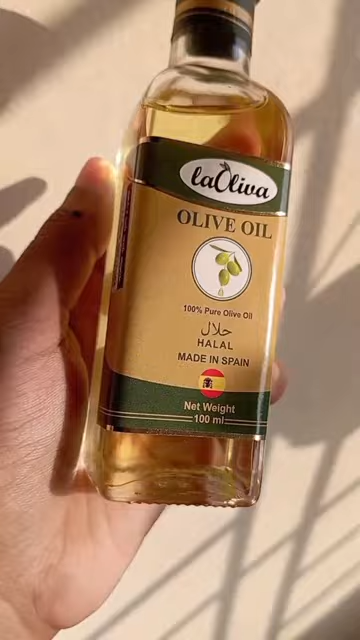 laOliva
OLIVE OIL
100% Pure Olive Oil
حلال
HALAL
MADE IN SPAIN
Net Weight
100 ml